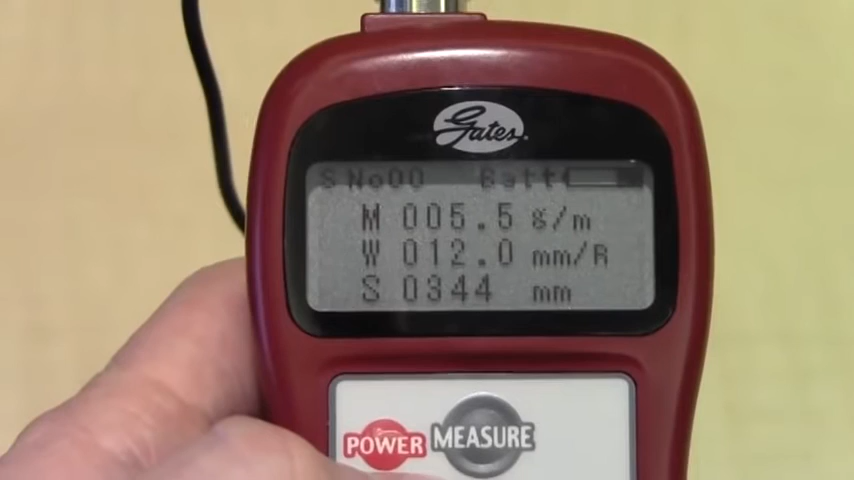 Gates
S No00 Batt
M 005.5 g/m
W 012.0 mm/R
S 0344 mm
POWER MEASURE